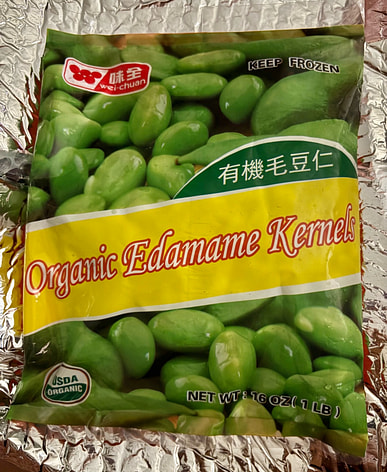 味全
wei-chuan
KEEP FROZEN
有機毛豆仁
Organic Edamame Kernels
USDA
ORGANIC
NET WT: 16 OZ ( 1 LB )